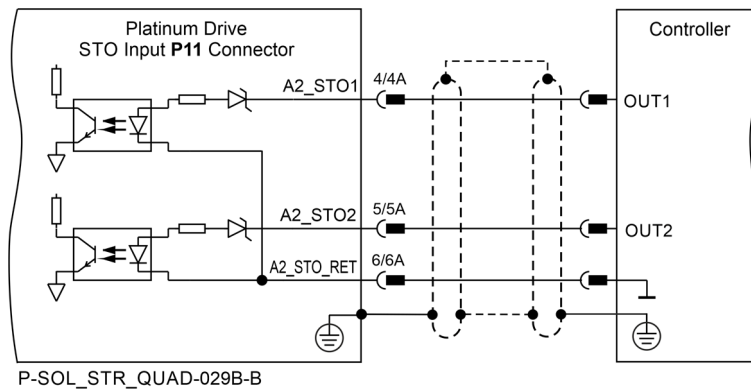 Platinum Drive
STO Input P11 Connector
Controller
A2_STO1
4/4A
OUT1
A2_STO2
5/5A
OUT2
A2_STO_RET
6/6A
P-SOL_STR_QUAD-029B-B